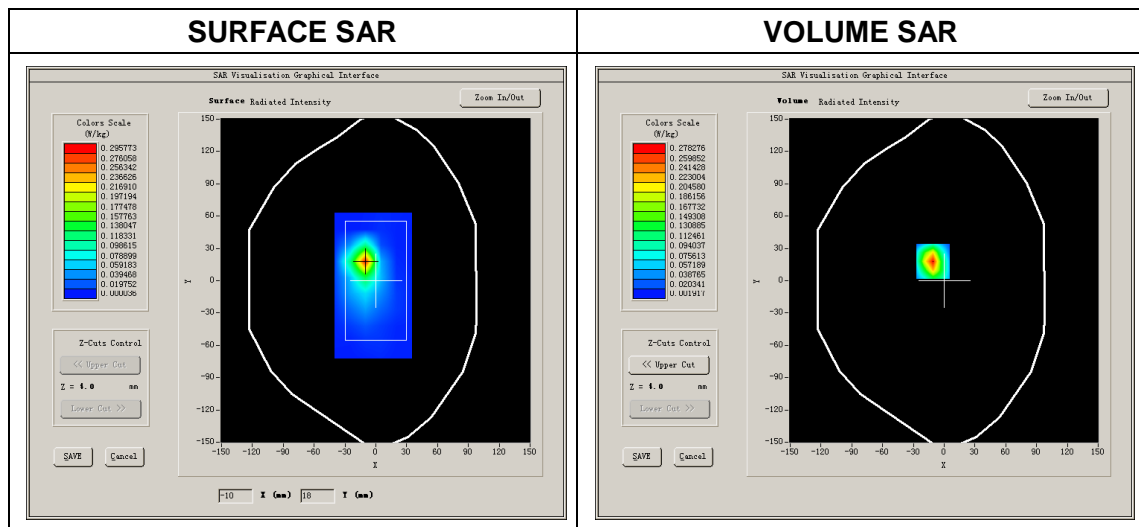 SURFACE SAR
VOLUME SAR
SAR Visualisation Graphical Interface
Surface Radiated Intensity
Zoom In/Out
Colors Scale
(W/kg)
0.295773
0.276058
0.256342
0.236626
0.216910
0.197194
0.177478
0.157763
0.138047
0.118331
0.098615
0.078899
0.059183
0.039468
0.019752
0.000036
Z-Cuts Control
<< Upper Cut
Z = 4.0 mm
Lower Cut >>
SAVE
Cancel
150
120
90
60
30
0
-30
-60
-90
-120
-150
Y
-150 -120 -90 -60 -30 0 30 60 90 120 150
X
-10 X (mm) 18 Y (mm)
SAR Visualisation Graphical Interface
Volume Radiated Intensity
Zoom In/Out
Colors Scale
(W/kg)
0.278276
0.259852
0.241428
0.223004
0.204580
0.186156
0.167732
0.149308
0.130885
0.112461
0.094037
0.075613
0.057189
0.038765
0.020341
0.001917
Z-Cuts Control
<< Upper Cut
Z = 4.0 mm
Lower Cut >>
SAVE
Cancel
150
120
90
60
30
0
-30
-60
-90
-120
-150
Y
-150 -120 -90 -60 -30 0 30 60 90 120 150
X